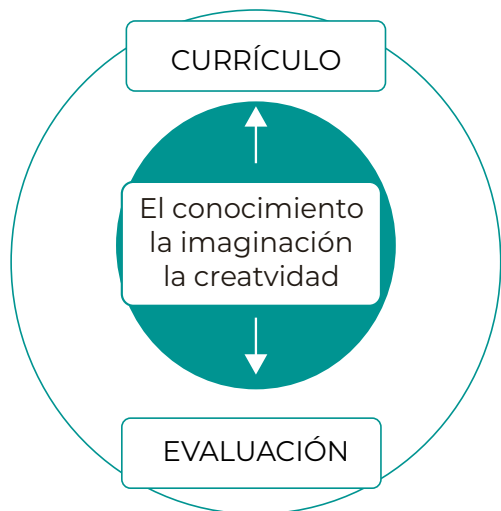 CURRÍCULO
El conocimiento
la imaginación
la creatvidad
EVALUACIÓN